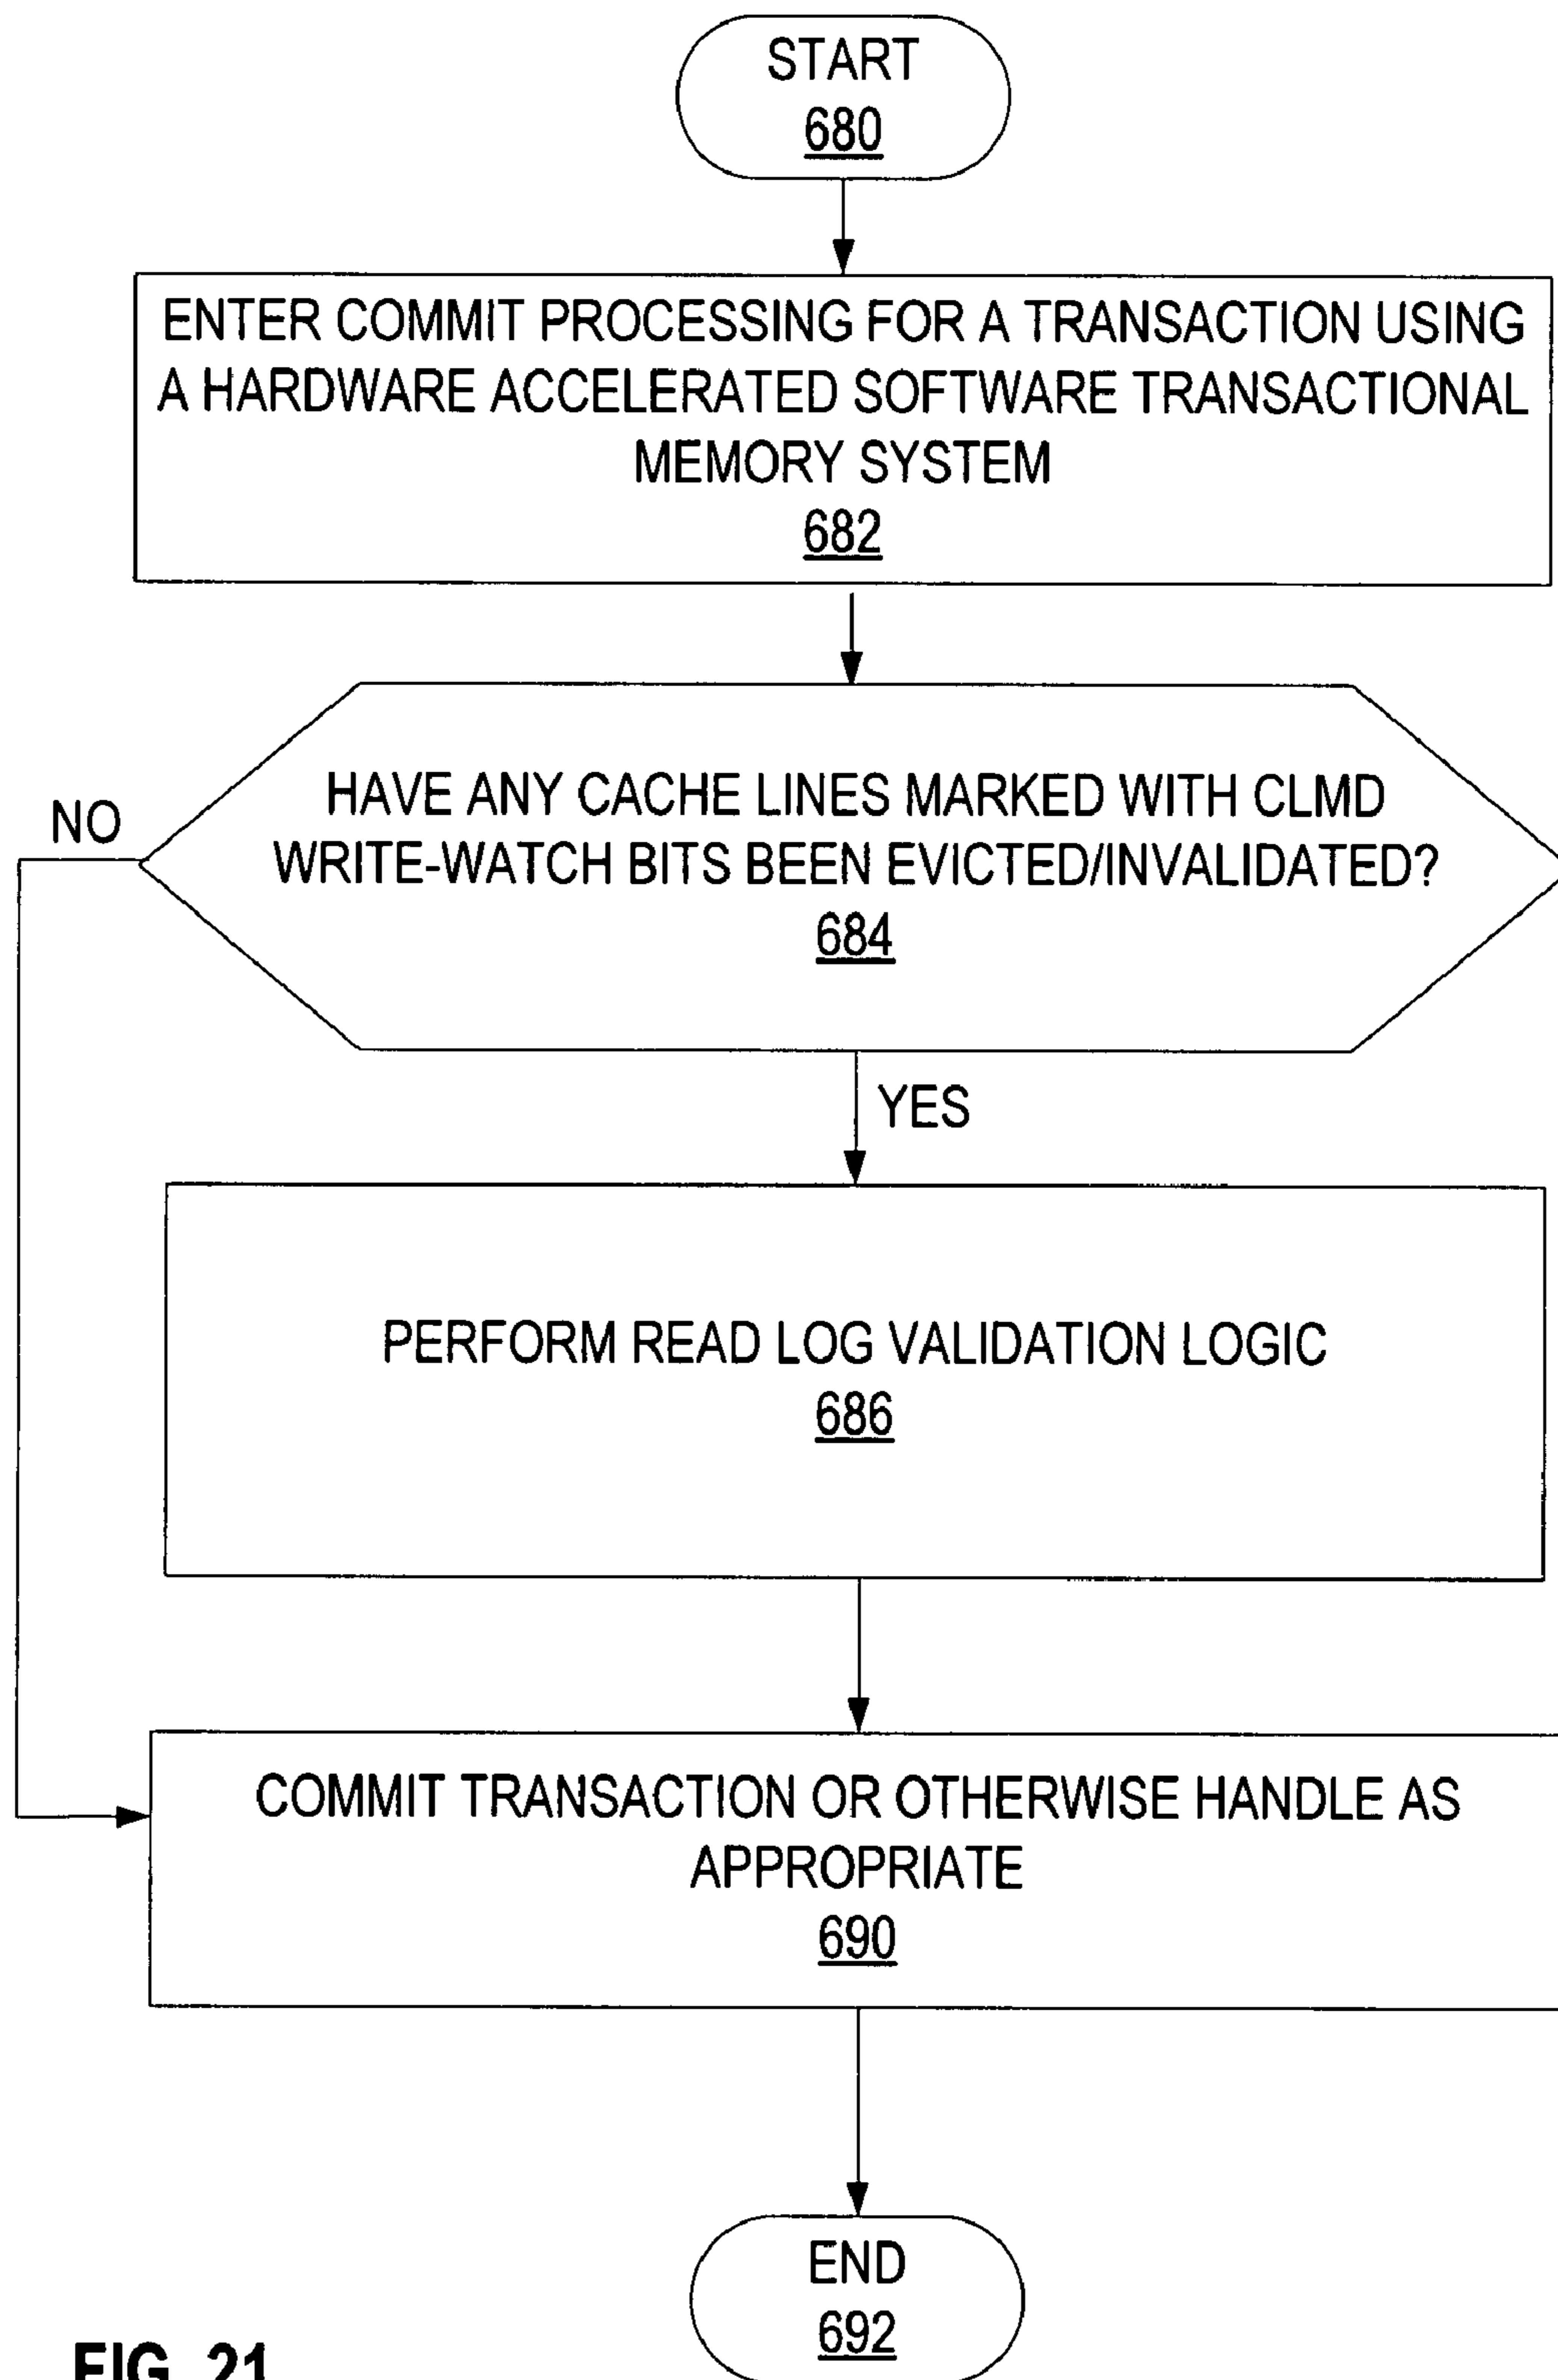 START
680
ENTER COMMIT PROCESSING FOR A TRANSACTION USING
A HARDWARE ACCELERATED SOFTWARE TRANSACTIONAL
MEMORY SYSTEM
682
HAVE ANY CACHE LINES MARKED WITH CLMD
WRITE-WATCH BITS BEEN EVICTED/INVALIDATED?
684
NO
YES
PERFORM READ LOG VALIDATION LOGIC
686
COMMIT TRANSACTION OR OTHERWISE HANDLE AS
APPROPRIATE
690
END
692
FIG. 21